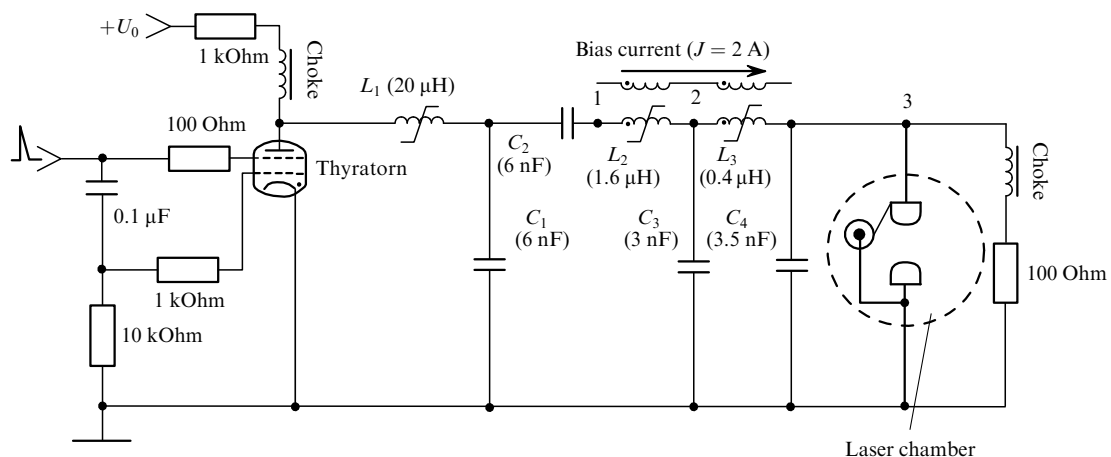 +U₀
1 kOhm
Choke
Bias current (J = 2 A)
L₁ (20 μH)
1
2
3
100 Ohm
C₂
(6 nF)
L₂
(1.6 μH)
L₃
(0.4 μH)
Choke
Thyratorn
0.1 μF
C₁
(6 nF)
C₃
(3 nF)
C₄
(3.5 nF)
100 Ohm
1 kOhm
10 kOhm
Laser chamber